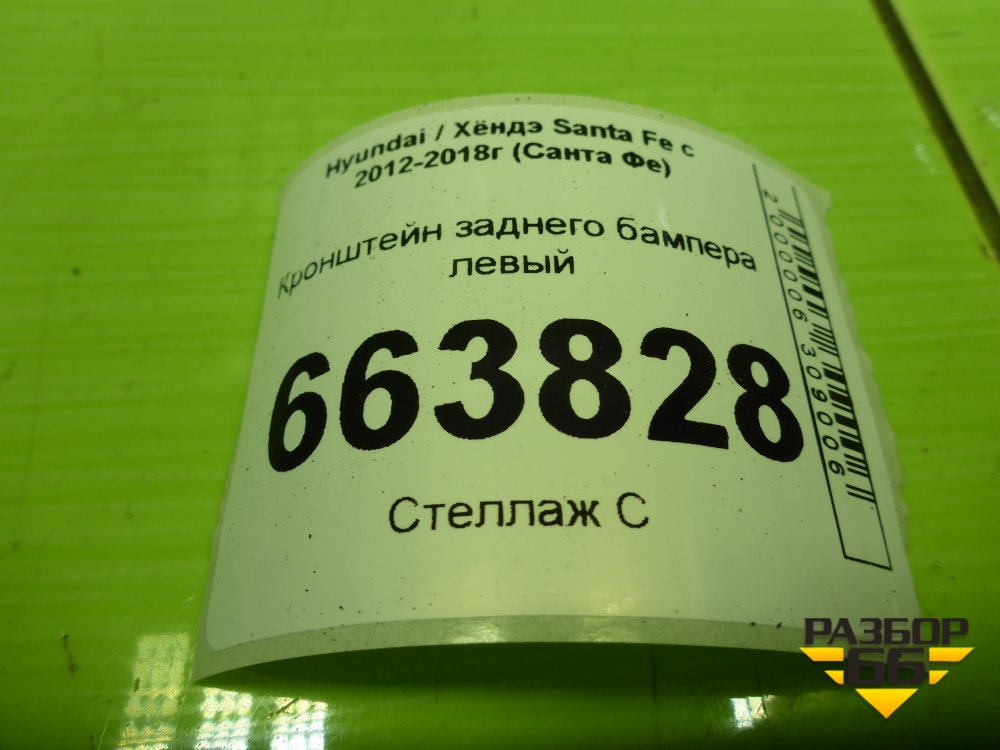 Hyundai / Хёндэ Santa Fe с
2012-2018г (Санта Фе)
Кронштейн заднего бампера
левый
663828
Стеллаж С
2000006309006
РАЗБОР
66